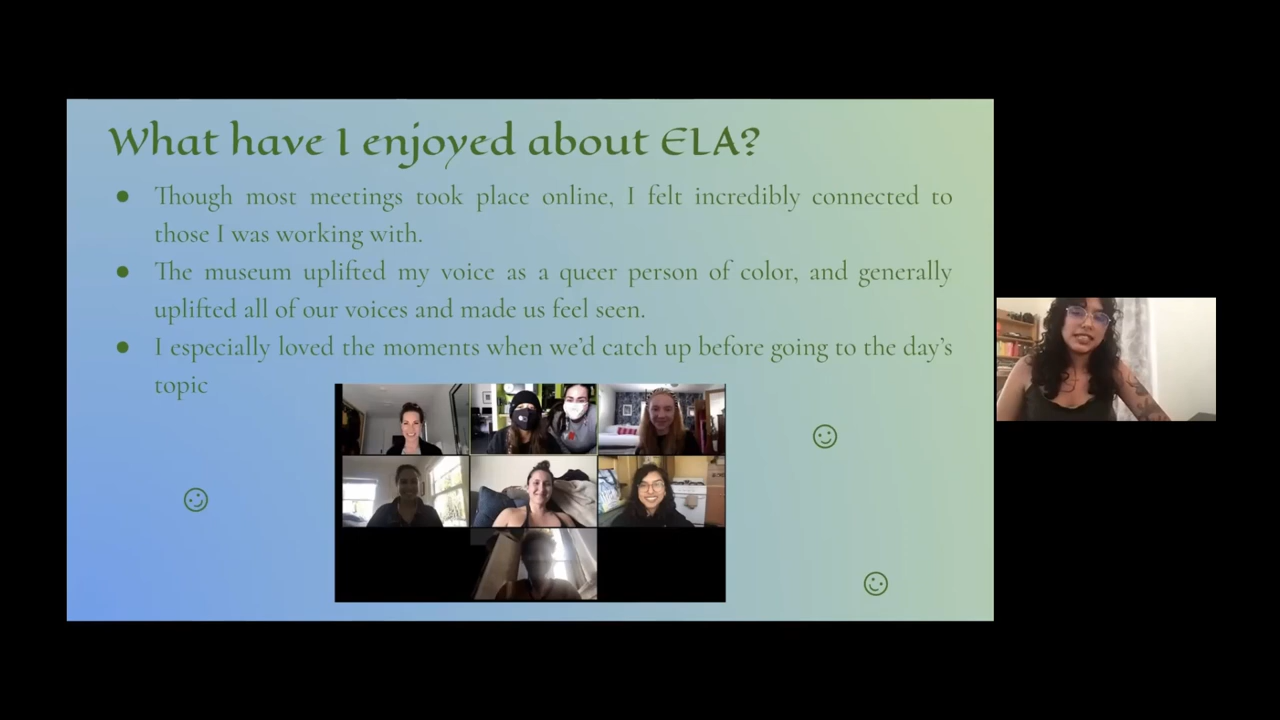 What have I enjoyed about ELA?
● Though most meetings took place online, I felt incredibly connected to
those I was working with.
● The museum uplifted my voice as a queer person of color, and generally
uplifted all of our voices and made us feel seen.
● I especially loved the moments when we'd catch up before going to the day's
topic